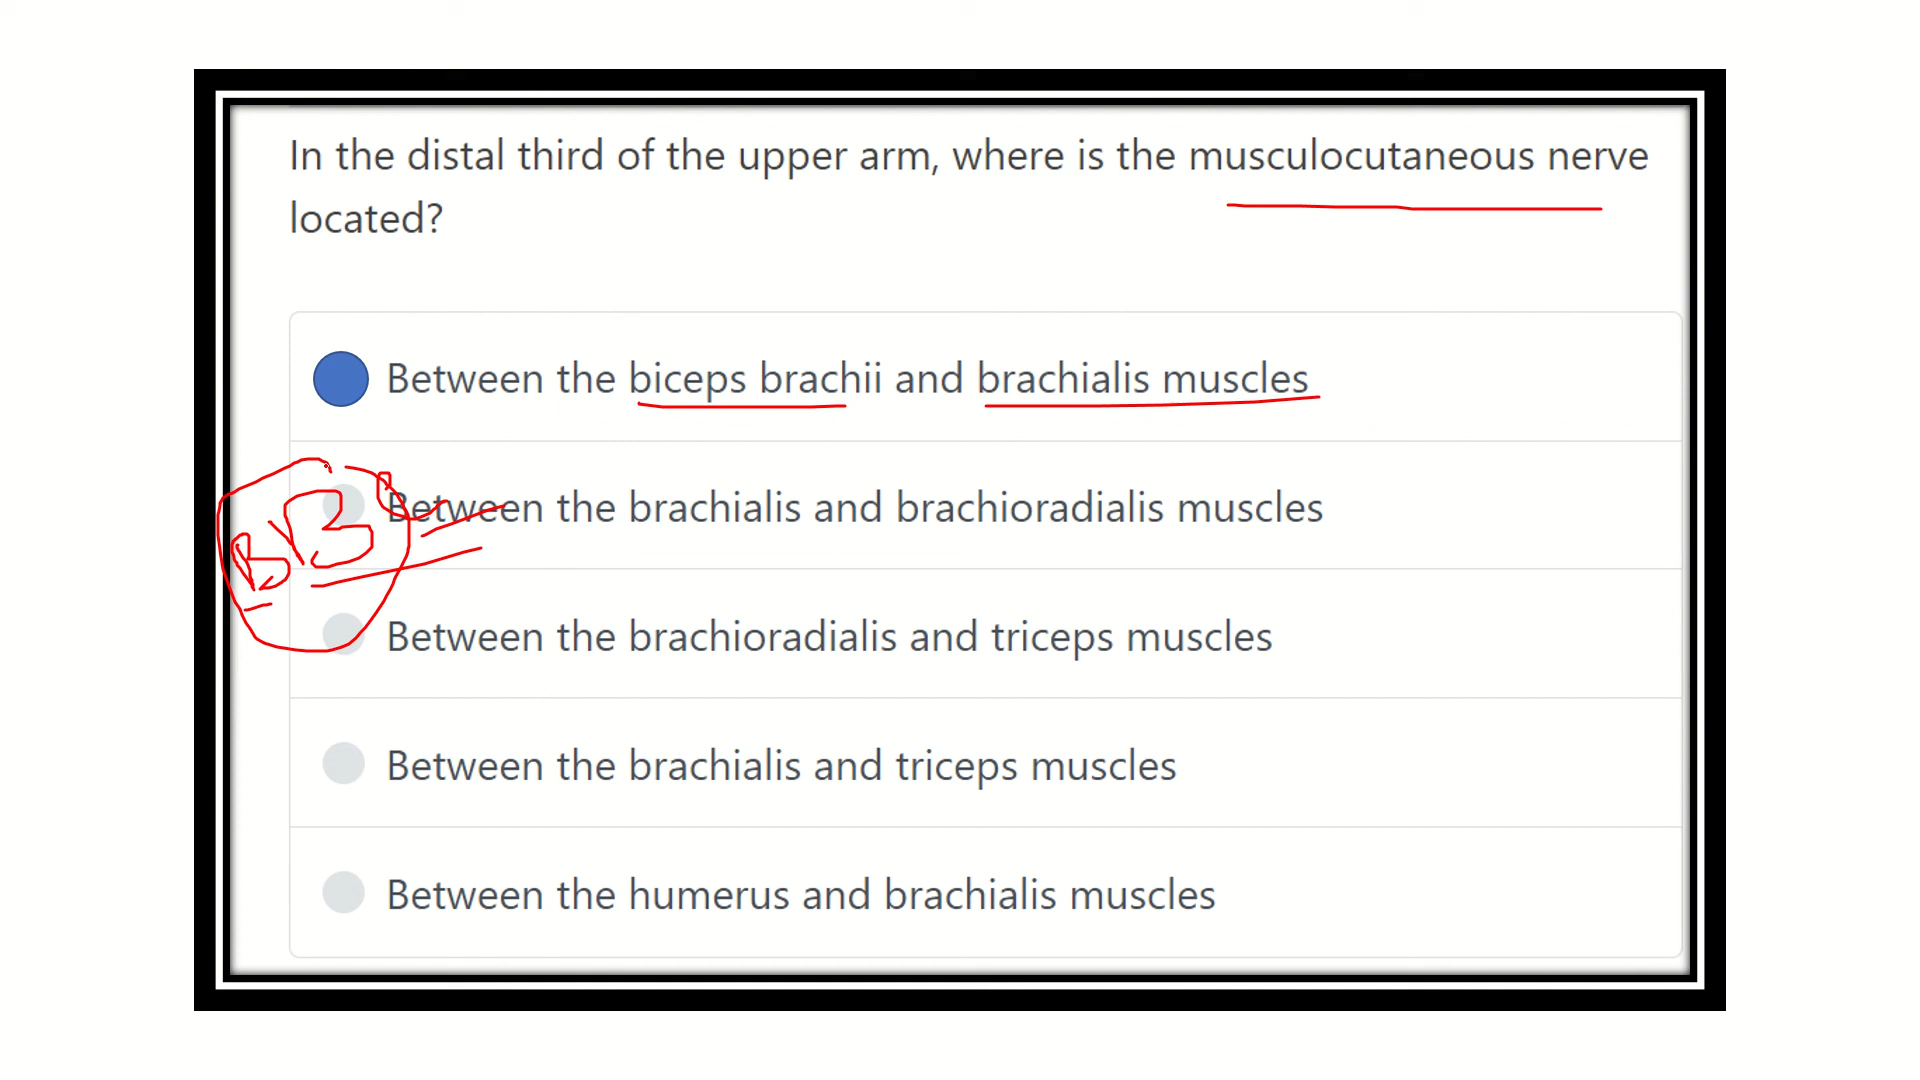 In the distal third of the upper arm, where is the musculocutaneous nerve
located?
Between the biceps brachii and brachialis muscles
Between the brachialis and brachioradialis muscles
Between the brachioradialis and triceps muscles
Between the brachialis and triceps muscles
Between the humerus and brachialis muscles